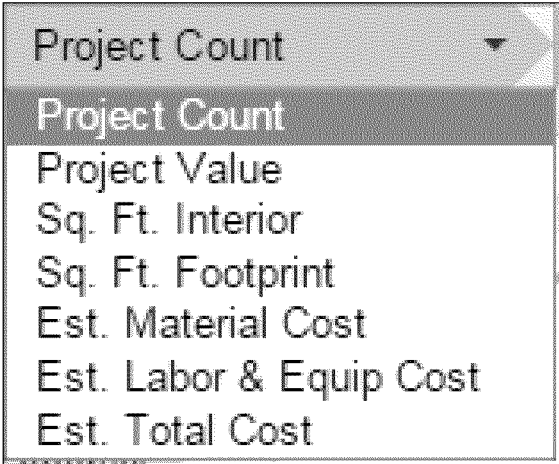 Project Count
Project Count
Project Value
Sq. Ft. Interior
Sq. Ft. Footprint
Est. Material Cost
Est. Labor & Equip Cost
Est. Total Cost